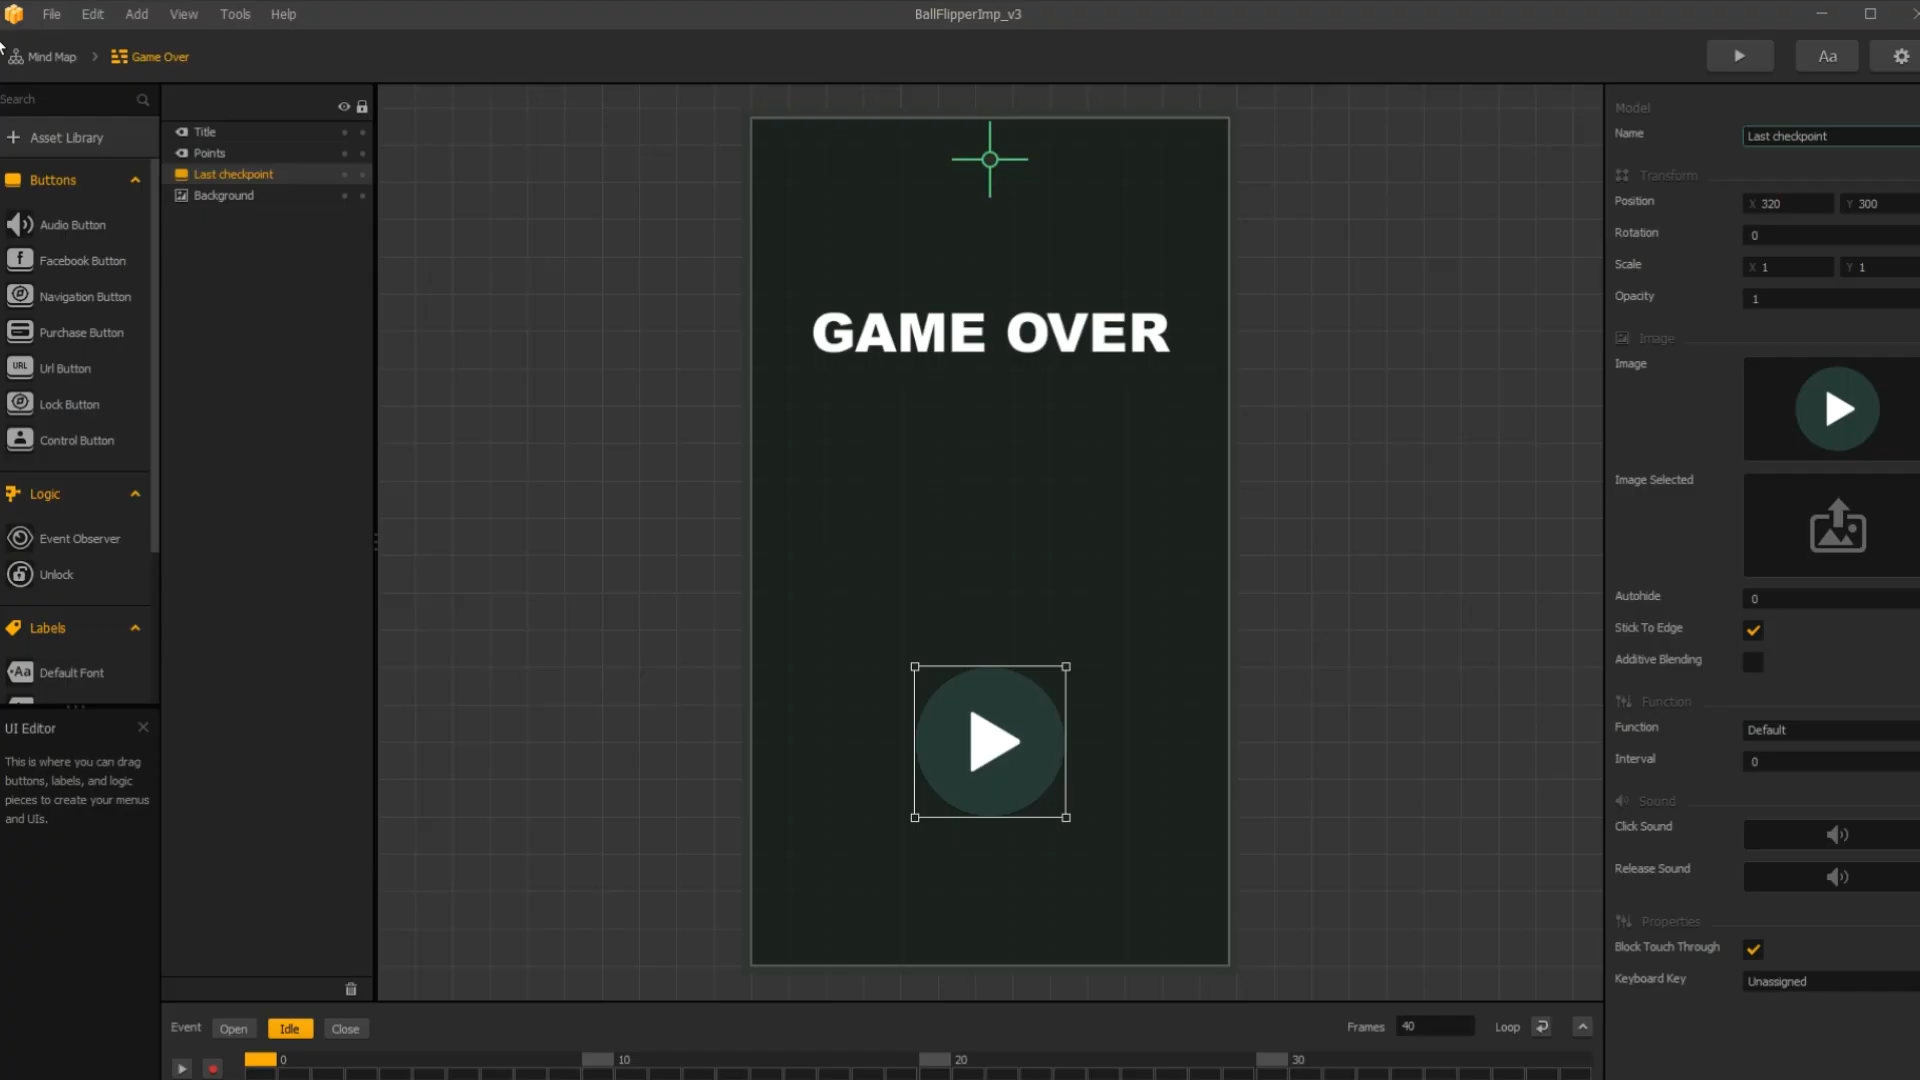 File Edit Add View Tools Help
BallFlipperImp_v3
Mind Map
Game Over
Aa
Search
Asset Library
Buttons
Audio Button
Facebook Button
Navigation Button
Purchase Button
URL
Url Button
Lock Button
Control Button
Logic
Event Observer
Unlock
Labels
Aa
Default Font
UI Editor
This is where you can drag
buttons, labels, and logic
pieces to create your menus
and UIs.
Title
Points
Last checkpoint
Background
GAME OVER
Model
Name
Last checkpoint
Transform
Position X 320 Y 300
Rotation 0
Scale X 1 Y 1
Opacity 1
Image
Image
Image Selected
Autohide 0
Stick To Edge
Additive Blending
Function
Function Default
Interval 0
Sound
Click Sound
Release Sound
Properties
Block Touch Through
Keyboard Key Unassigned
Event Open Idle Close
Frames 40 Loop
0 10 20 30